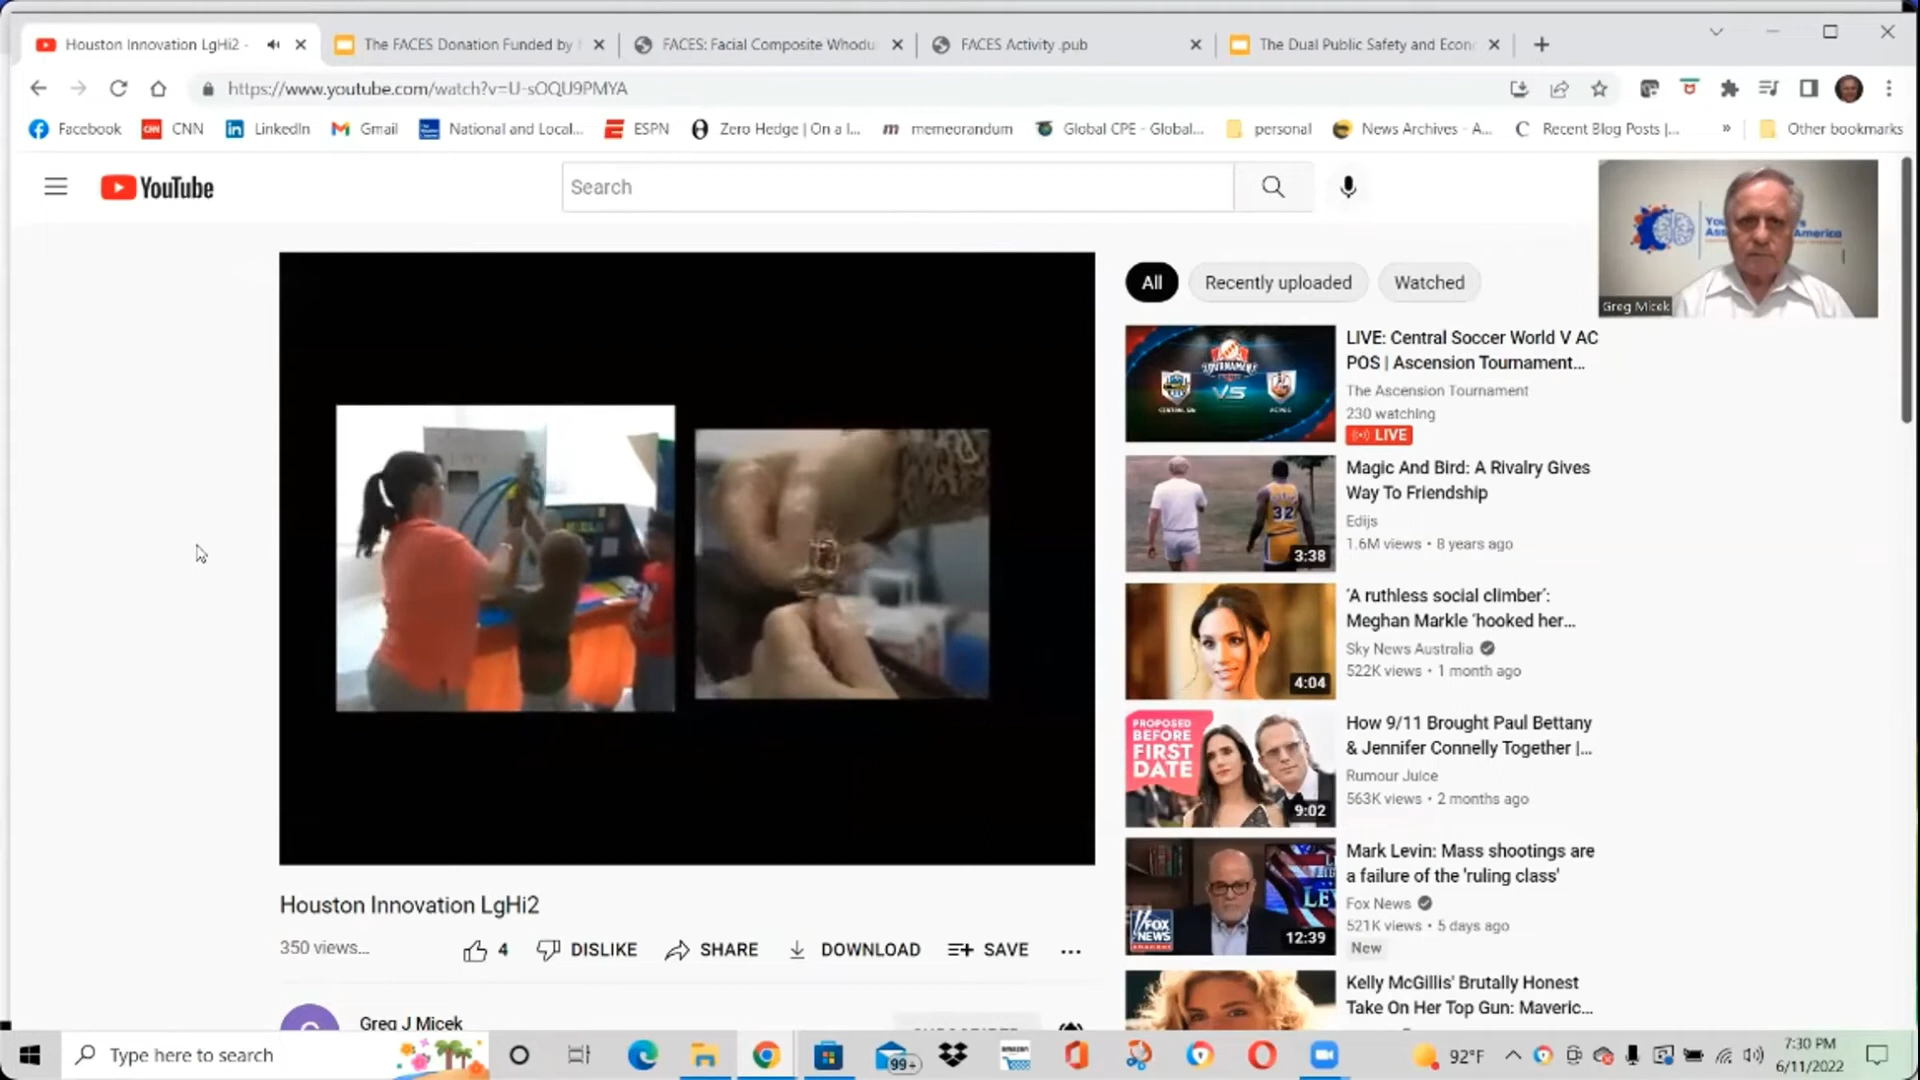 Houston Innovation LgHi2 -
The FACES Donation Funded by
FACES: Facial Composite Whodu
FACES Activity .pub
The Dual Public Safety and Econ
https://www.youtube.com/watch?v=U-sOQU9PMYA
Facebook
CNN
LinkedIn
Gmail
National and Local...
ESPN
Zero Hedge | On a l...
memeorandum
Global CPE - Global...
personal
News Archives - A...
Recent Blog Posts |...
»
Other bookmarks
YouTube
Search
America
Greg Micek
All
Recently uploaded
Watched
TOURNAMENT
VS
LIVE: Central Soccer World V AC
POS | Ascension Tournament...
The Ascension Tournament
230 watching
LIVE
32
3:38
Magic And Bird: A Rivalry Gives
Way To Friendship
Edijs
1.6M views • 8 years ago
4:04
'A ruthless social climber':
Meghan Markle 'hooked her...
Sky News Australia
522K views • 1 month ago
PROPOSED
BEFORE
FIRST
DATE
9:02
How 9/11 Brought Paul Bettany
& Jennifer Connelly Together |...
Rumour Juice
563K views • 2 months ago
FOX
NEWS
12:39
Mark Levin: Mass shootings are
a failure of the 'ruling class'
Fox News
521K views • 5 days ago
New
Kelly McGillis' Brutally Honest
Take On Her Top Gun: Maveric...
Houston Innovation LgHi2
350 views...
4
DISLIKE
SHARE
DOWNLOAD
SAVE
Greg J Micek
Type here to search
99+
92°F
7:30 PM
6/11/2022